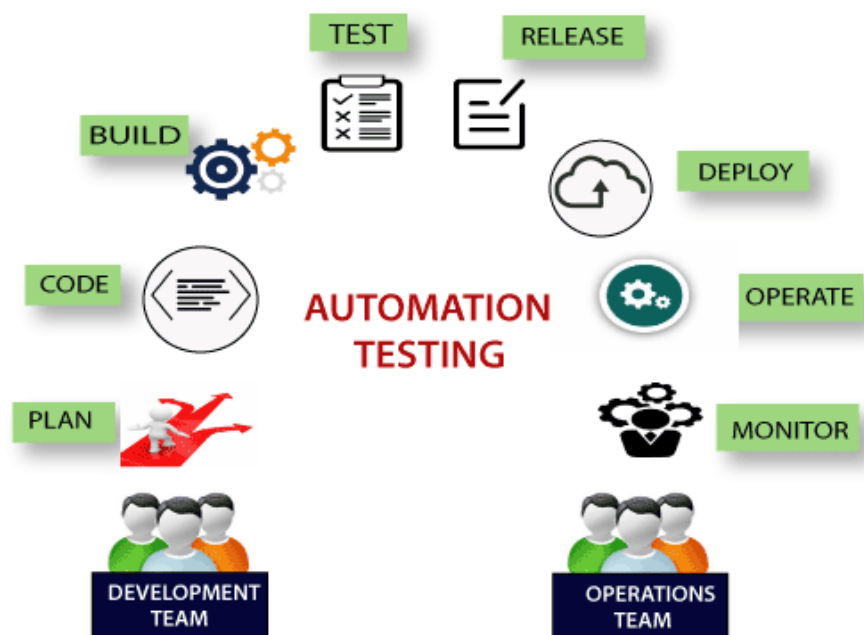 TEST
RELEASE
BUILD
DEPLOY
CODE
OPERATE
AUTOMATION
TESTING
PLAN
MONITOR
DEVELOPMENT
TEAM
OPERATIONS
TEAM